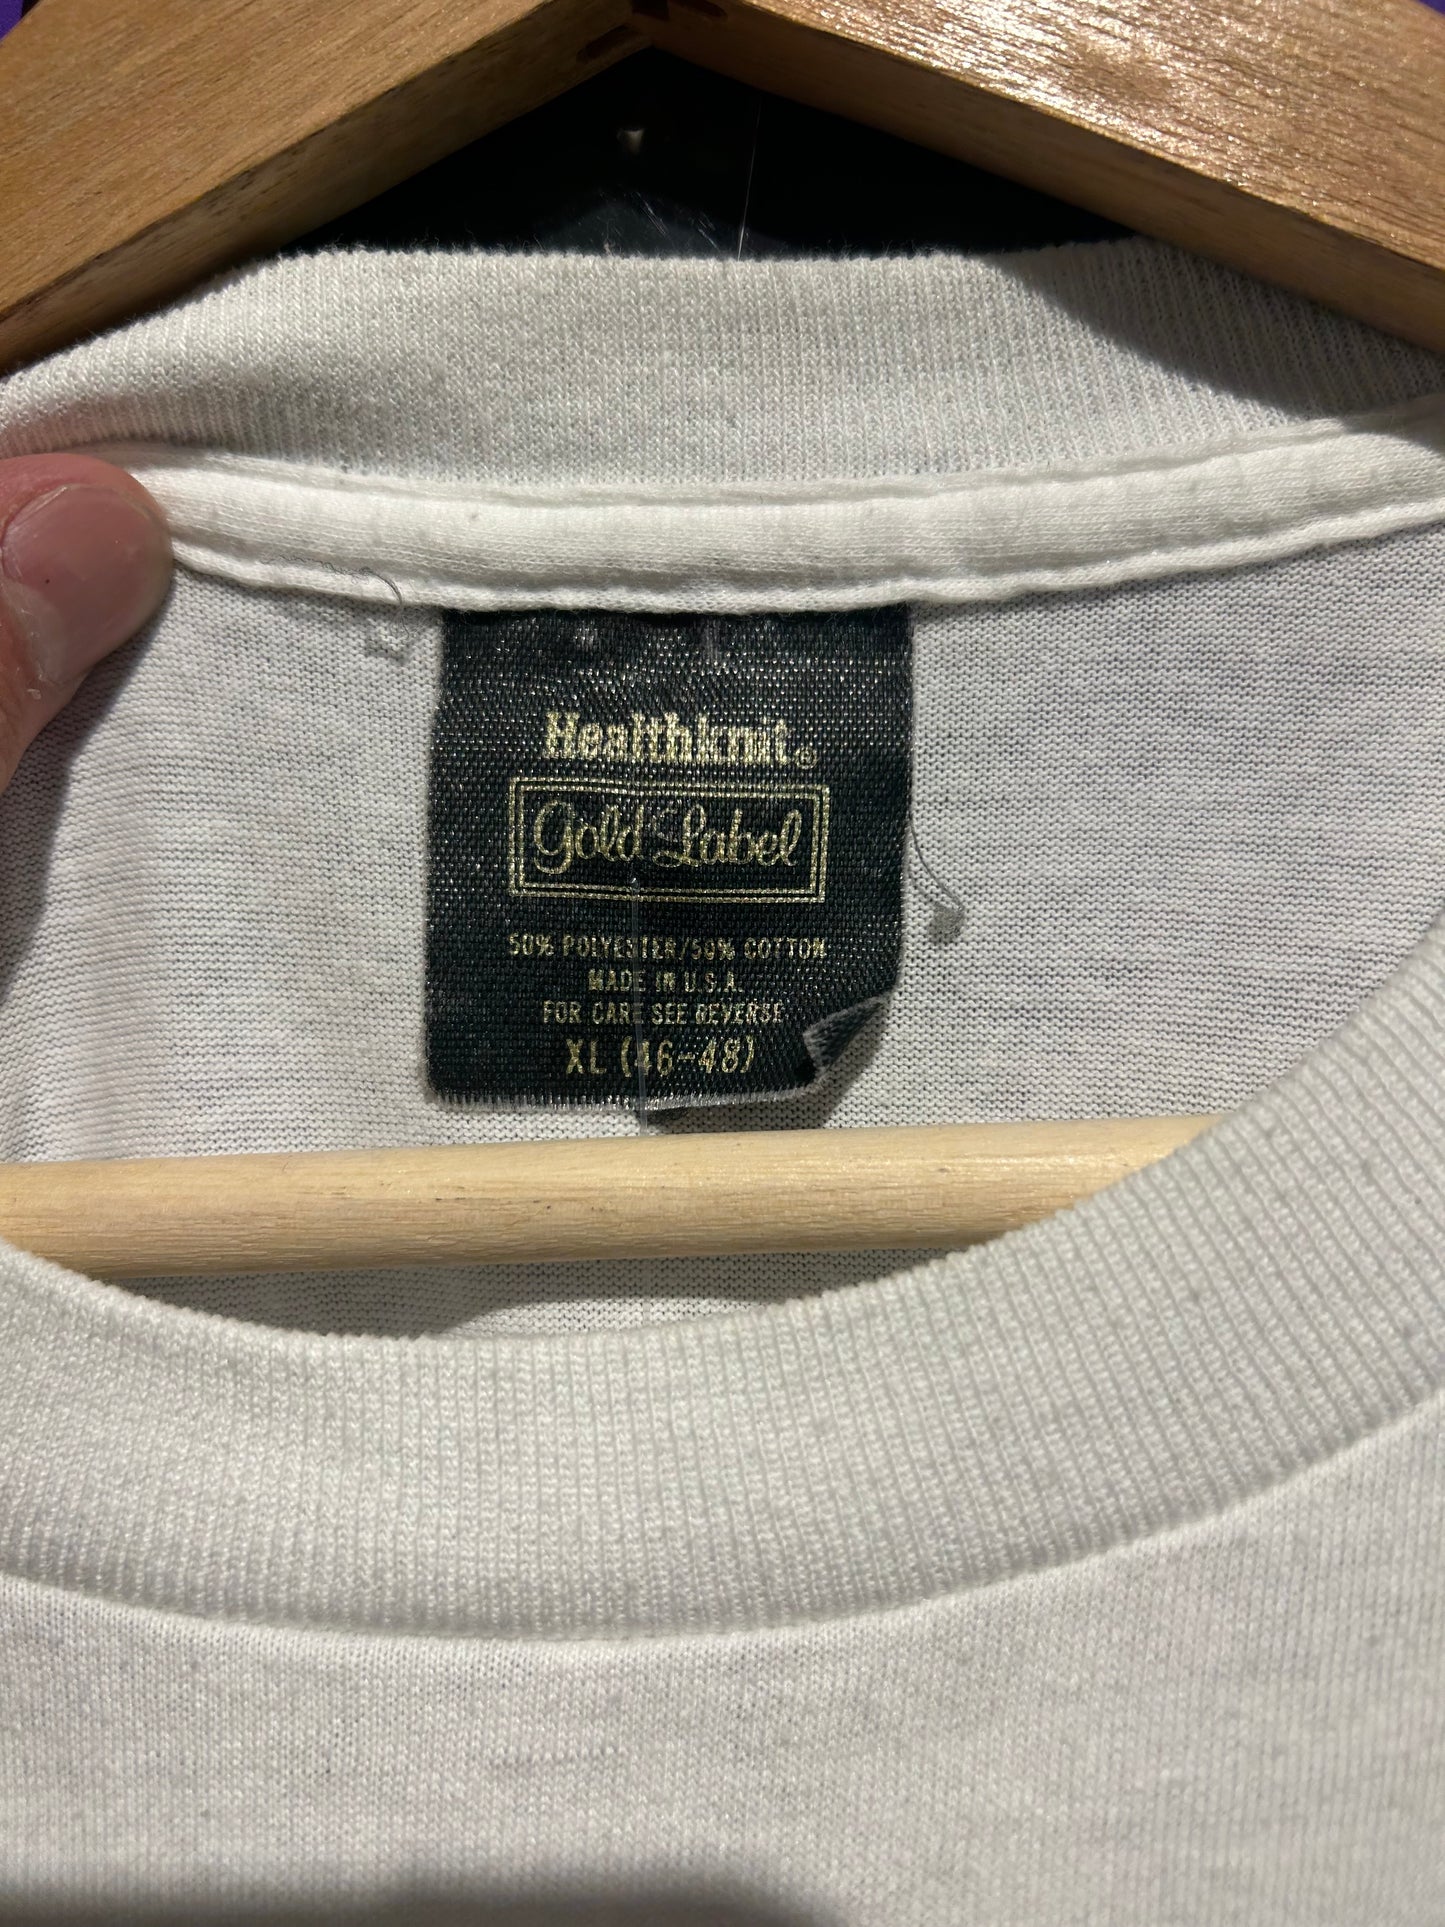 Healthknit®
Gold Label
50% POLYESTER/50% COTTON
MADE IN U.S.A.
FOR CARE SEE REVERSE
XL (46-48)